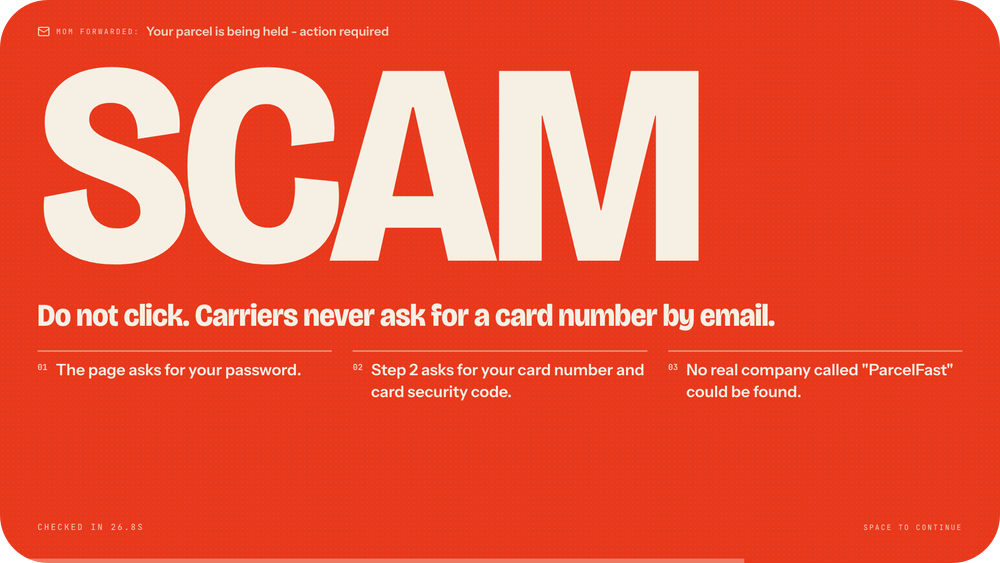 MOM FORWARDED: Your parcel is being held - action required
SCAM
Do not click. Carriers never ask for a card number by email.
01 The page asks for your password.
02 Step 2 asks for your card number and
card security code.
03 No real company called "ParcelFast"
could be found.
CHECKED IN 26.8S
SPACE TO CONTINUE